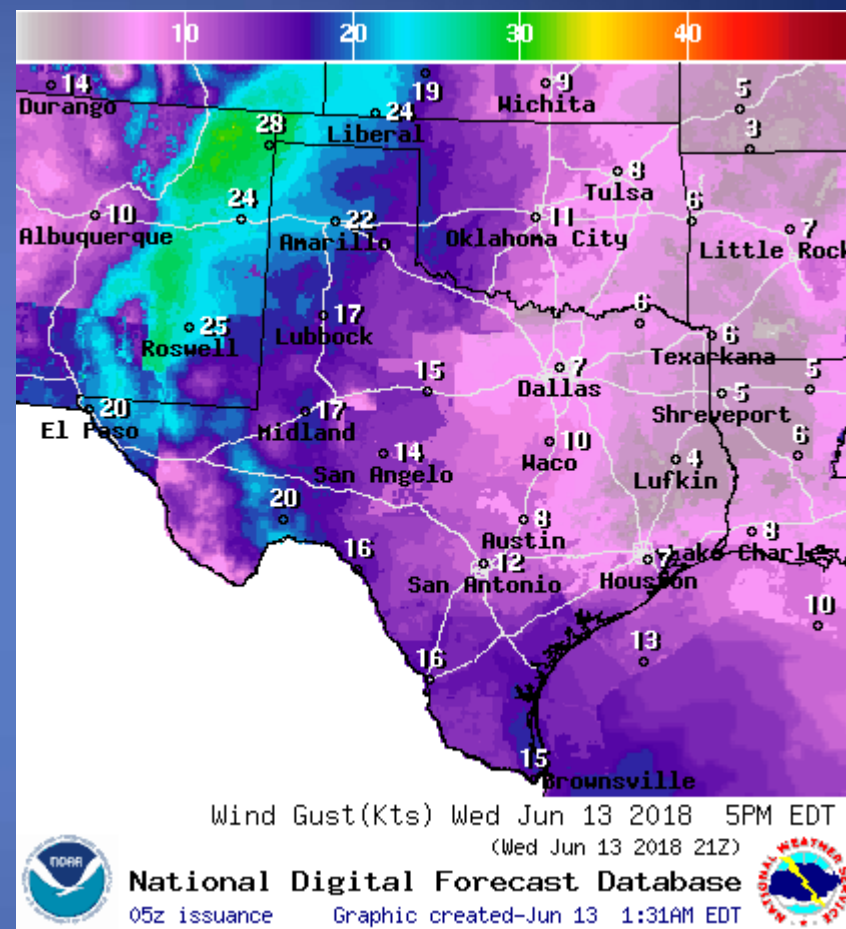 10 20 30 40
14 19 9 5
Durango Wichita
28 24 3
Liberal
8
Tulsa
24 6
10 22 11 7
Albuquerque Amarillo Oklahoma City Little Rock
17 6
25 6
Roswell Lubbock Texarkana
15 7 5
Dallas 5
20 17 Shreveport
El Paso Midland
14 10 4 6
San Angelo Waco Lufkin
20 8 8
Austin
16 12 7 Lake Charle
San Antonio Houston
10
13
16
15
Brownsville
Wind Gust(Kts) Wed Jun 13 2018 5PM EDT
(Wed Jun 13 2018 21Z)
NOAA
National Digital Forecast Database
NATIONAL WEATHER SERVICE
05z issuance Graphic created-Jun 13 1:31AM EDT